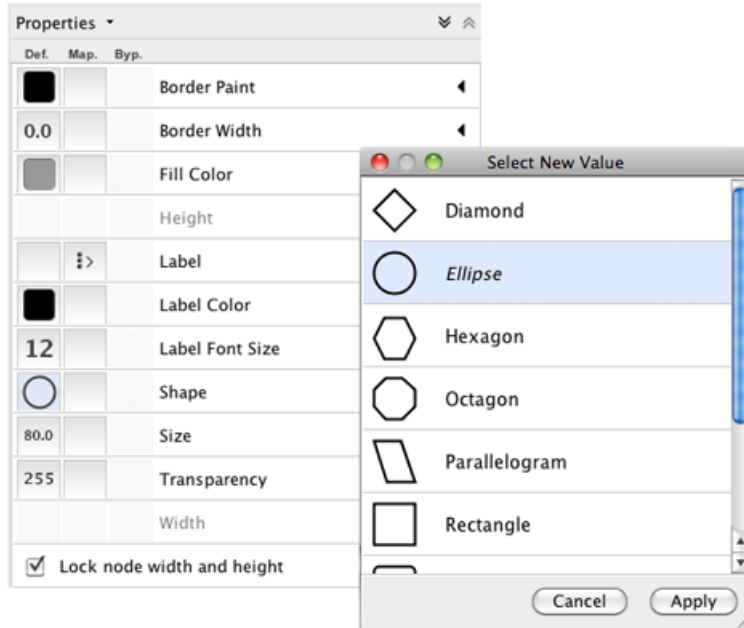 Properties
Def. Map. Byp.
Border Paint
0.0 Border Width
Fill Color
Height
Label
Label Color
12 Label Font Size
Shape
80.0 Size
255 Transparency
Width
Lock node width and height
Select New Value
Diamond
Ellipse
Hexagon
Octagon
Parallelogram
Rectangle
Cancel Apply